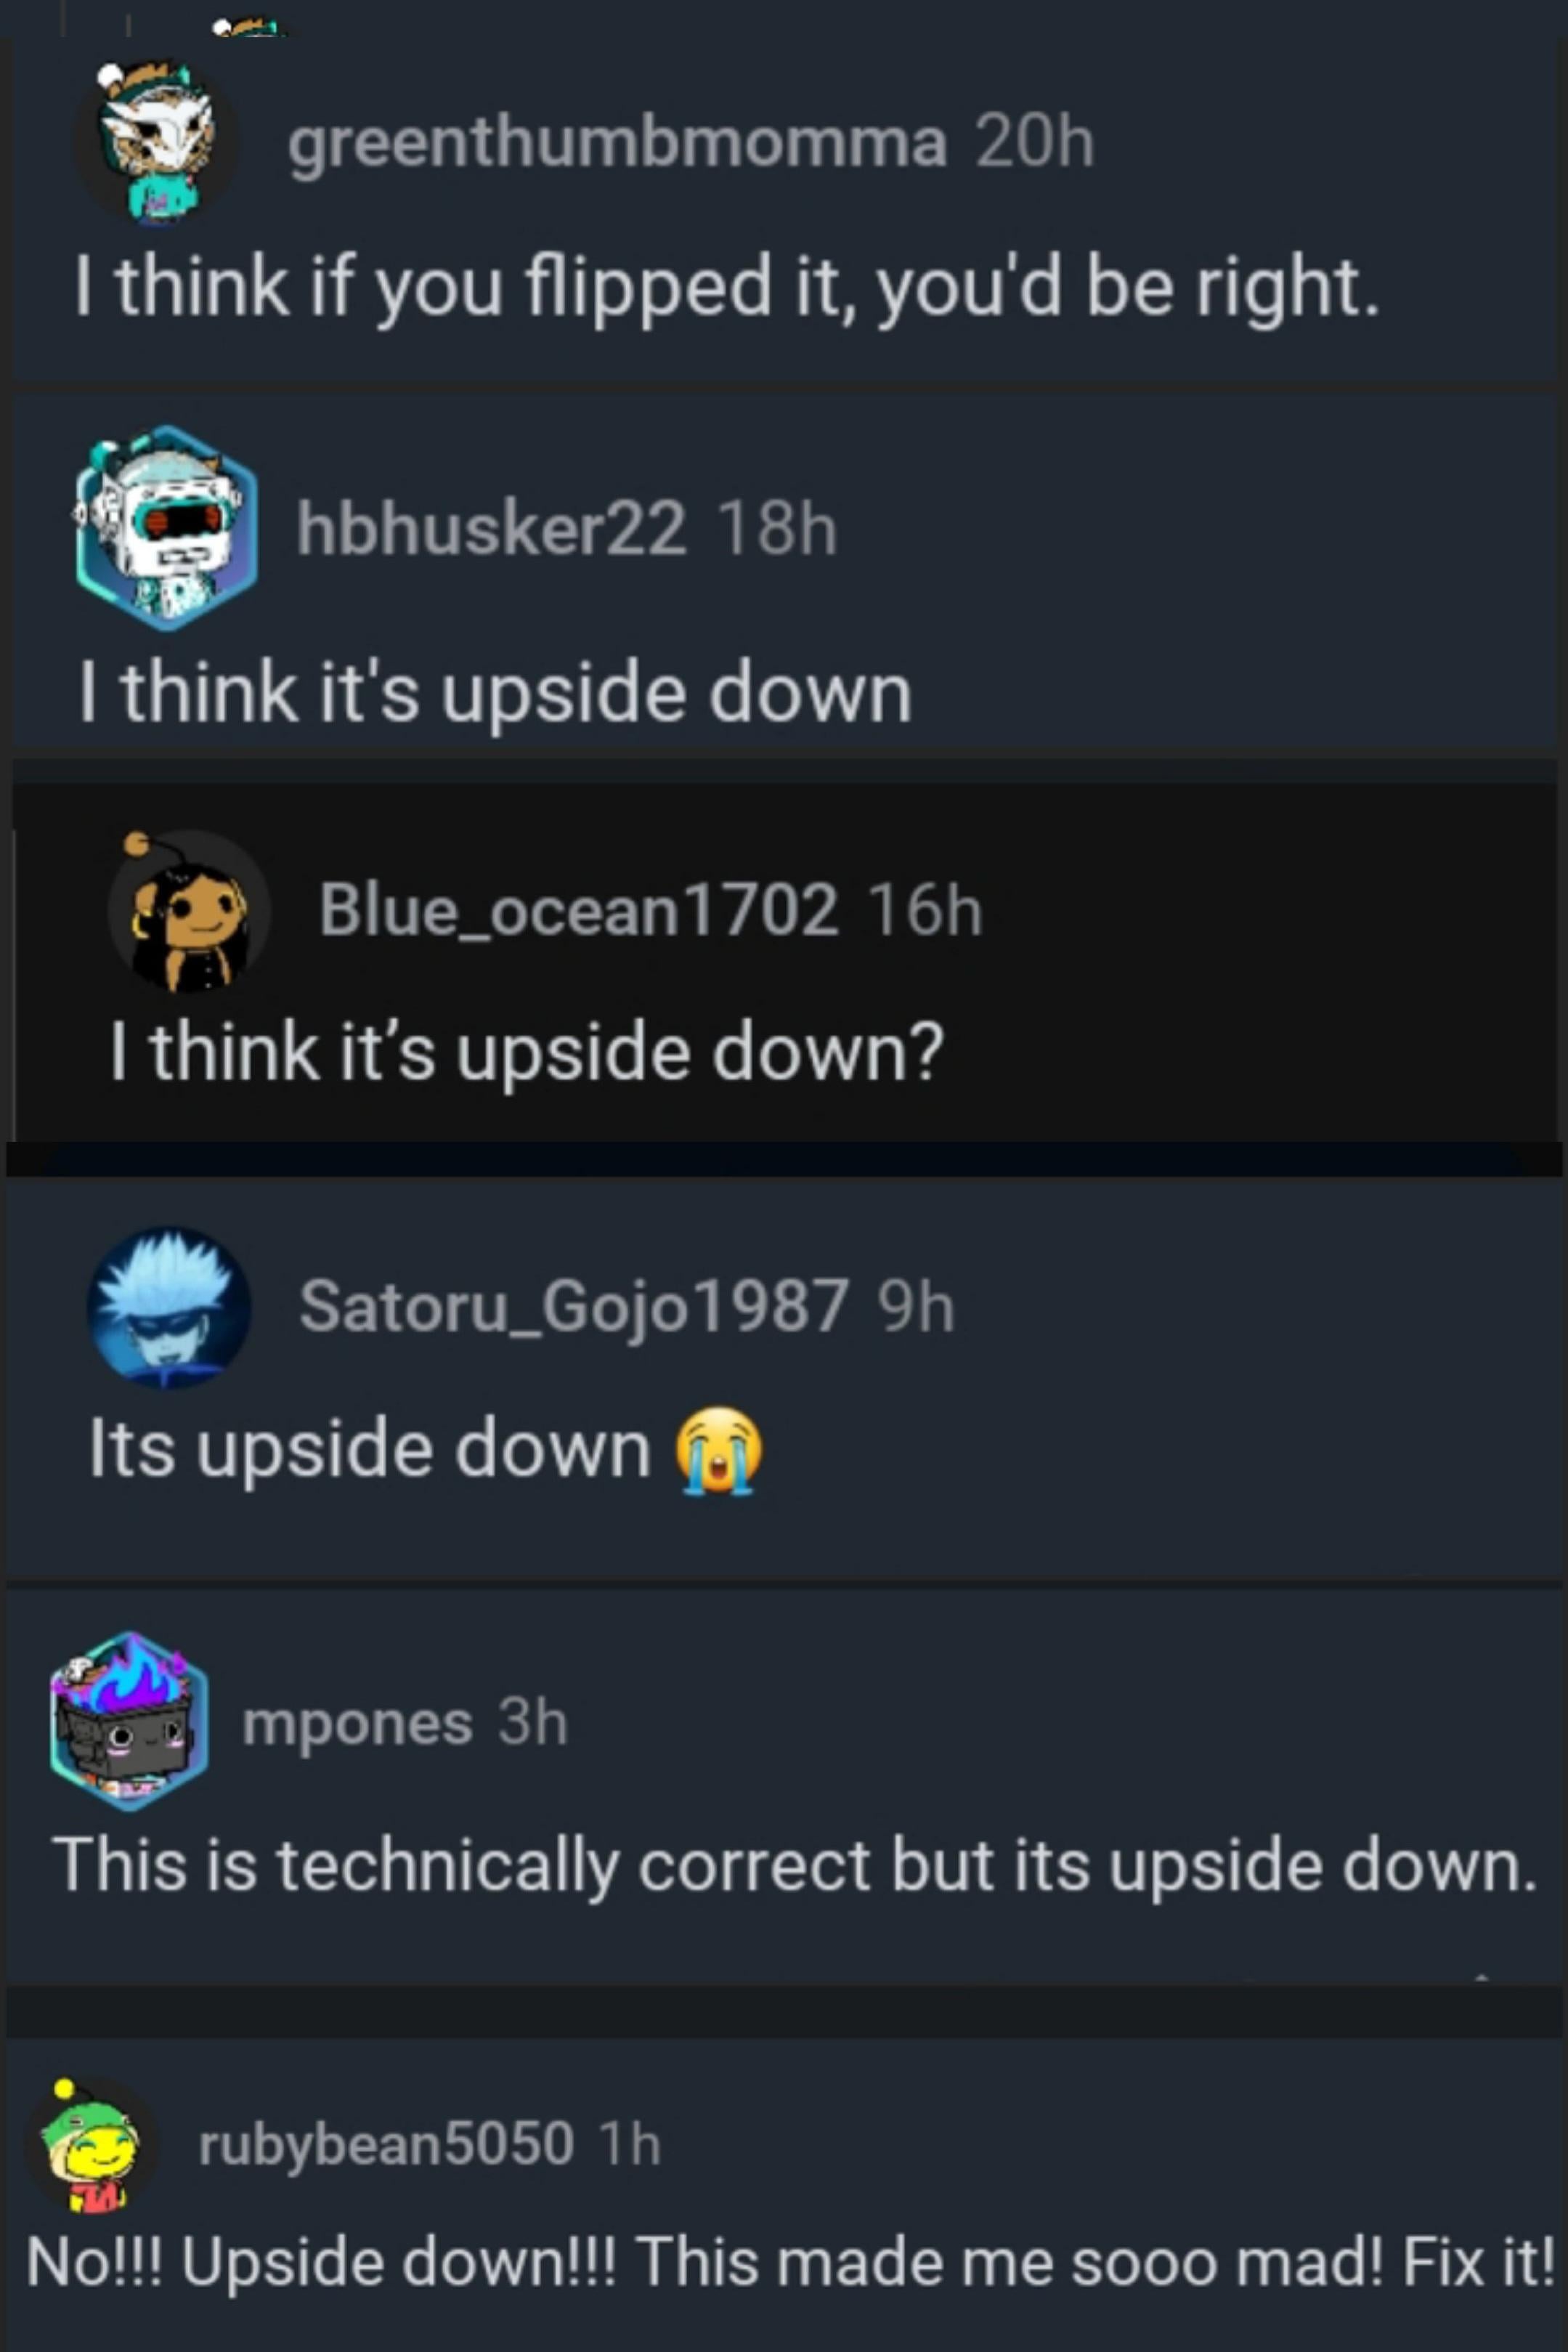 greenthumbmomma 20h
I think if you flipped it, you'd be right.
hbhusker22 18h
I think it's upside down
Blue_ocean1702 16h
I think it’s upside down?
Satoru_Gojo1987 9h
Its upside down 😭
mpones 3h
This is technically correct but its upside down.
rubybean5050 1h
No!!! Upside down!!! This made me sooo mad! Fix it!